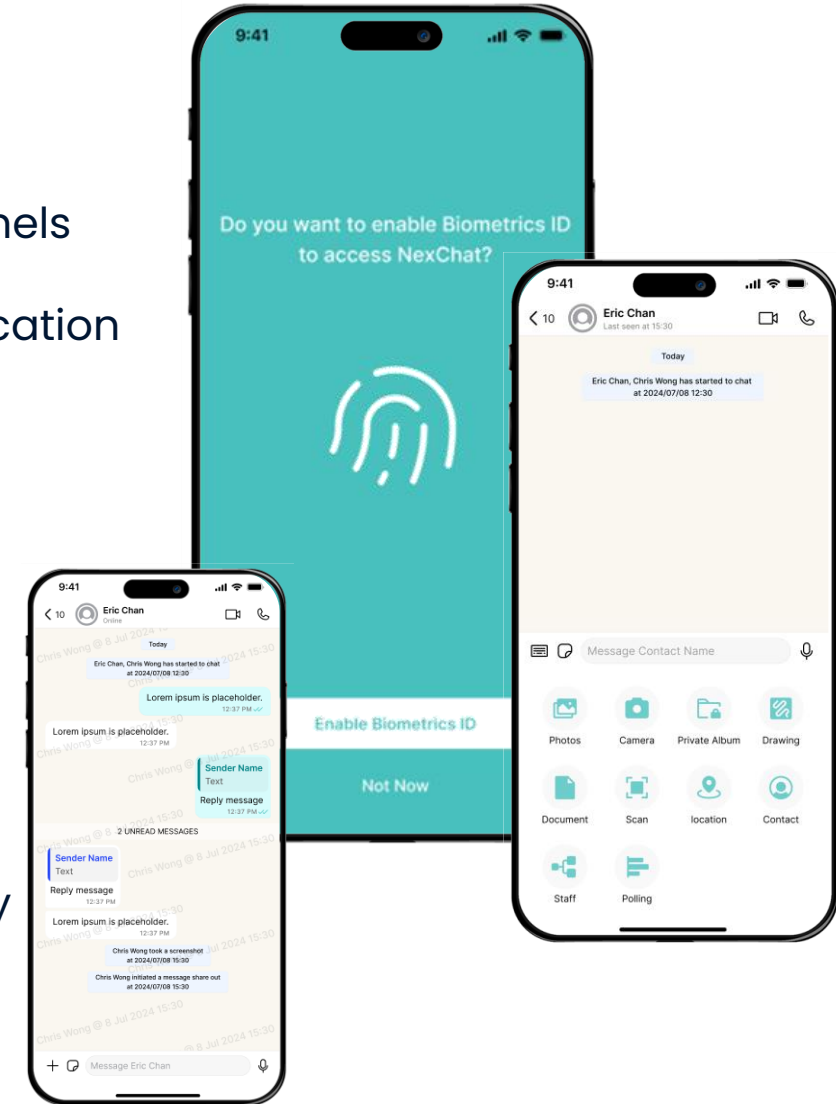 nels
cation
y
9:41
Do you want to enable Biometrics ID
to access NexChat?
Enable Biometrics ID
Not Now
9:41
10
Eric Chan
Last seen at 15:30
Today
Eric Chan, Chris Wong has started to chat
at 2024/07/08 12:30
Message Contact Name
Photos
Camera
Private Album
Drawing
Document
Scan
location
Contact
Staff
Polling
9:41
10
Eric Chan
Online
Today
Eric Chan, Chris Wong has started to chat
at 2024/07/08 12:30
Lorem ipsum is placeholder.
12:37 PM
Lorem ipsum is placeholder.
12:37 PM
Sender Name
Text
Reply message
12:37 PM
2 UNREAD MESSAGES
Sender Name
Text
Reply message
12:37 PM
Lorem ipsum is placeholder.
12:37 PM
Chris Wong took a screenshot
at 2024/07/08 15:30
Chris Wong initiated a message share out
at 2024/07/08 15:30
Chris Wong @ 8 Jul 2024 15:30
Message Eric Chan